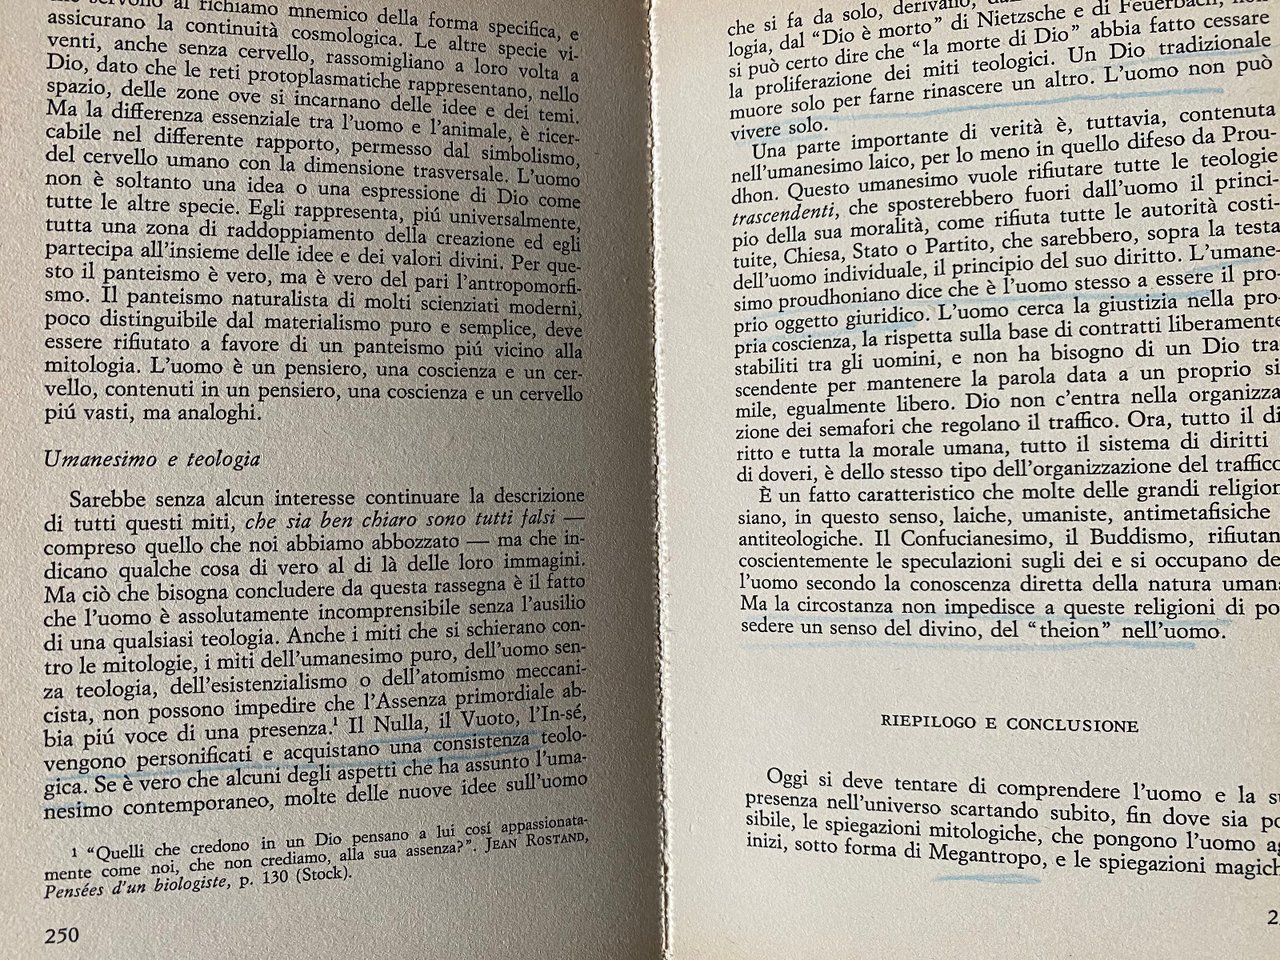 servono al richiamo mnemico della forma specifica, e
assicurano la continuità cosmologica. Le altre specie vi-
venti, anche senza cervello, rassomigliano a loro volta a
Dio, dato che le reti protoplasmatiche rappresentano, nello
spazio, delle zone ove si incarnano delle idee e dei temi.
Ma la differenza essenziale tra l'uomo e l'animale, è ricer-
cabile nel differente rapporto, permesso dal simbolismo,
del cervello umano con la dimensione trasversale. L'uomo
non è soltanto una idea o una espressione di Dio come
tutte le altre specie. Egli rappresenta, piú universalmente,
tutta una zona di raddoppiamento della creazione ed egli
partecipa all'insieme delle idee e dei valori divini. Per que-
sto il panteismo è vero, ma è vero del pari l'antropomorfi-
smo. Il panteismo naturalista di molti scienziati moderni,
poco distinguibile dal materialismo puro e semplice, deve
essere rifiutato a favore di un panteismo piú vicino alla
mitologia. L'uomo è un pensiero, una coscienza e un cer-
vello, contenuti in un pensiero, una coscienza e un cervello
piú vasti, ma analoghi.
Umanesimo e teologia
Sarebbe senza alcun interesse continuare la descrizione
di tutti questi miti, che sia ben chiaro sono tutti falsi —
compreso quello che noi abbiamo abbozzato — ma che in-
dicano qualche cosa di vero al di là delle loro immagini.
Ma ciò che bisogna concludere da questa rassegna è il fatto
che l'uomo è assolutamente incomprensibile senza l'ausilio
di una qualsiasi teologia. Anche i miti che si schierano con-
tro le mitologie, i miti dell'umanesimo puro, dell'uomo sen-
za teologia, dell'esistenzialismo o dell'atomismo meccani-
cista, non possono impedire che l'Assenza primordiale ab-
bia piú voce di una presenza.¹ Il Nulla, il Vuoto, l'In-sé,
vengono personificati e acquistano una consistenza teolo-
gica. Se è vero che alcuni degli aspetti che ha assunto l'uma-
nesimo contemporaneo, molte delle nuove idee sull'uomo
¹ "Quelli che credono in un Dio pensano a lui cosí appassionata-
mente come noi, che non crediamo, alla sua assenza?". JEAN ROSTAND,
Pensées d'un biologiste, p. 130 (Stock).
250
che si fa da solo, derivano,
logia, dal "Dio è morto" di Nietzsche e di Feuerbach,
si può certo dire che "la morte di Dio" abbia fatto cessare
la proliferazione dei miti teologici. Un Dio tradizionale
muore solo per farne rinascere un altro. L'uomo non può
vivere solo.
Una parte importante di verità è, tuttavia, contenuta
nell'umanesimo laico, per lo meno in quello difeso da Prou-
dhon. Questo umanesimo vuole rifiutare tutte le teologie
trascendenti, che sposterebbero fuori dall'uomo il princi-
pio della sua moralità, come rifiuta tutte le autorità costi-
tuite, Chiesa, Stato o Partito, che sarebbero, sopra la testa
dell'uomo individuale, il principio del suo diritto. L'umane-
simo proudhoniano dice che è l'uomo stesso a essere il pro-
prio oggetto giuridico. L'uomo cerca la giustizia nella pro-
pria coscienza, la rispetta sulla base di contratti liberamente
stabiliti tra gli uomini, e non ha bisogno di un Dio tra
scendente per mantenere la parola data a un proprio si
mile, egualmente libero. Dio non c'entra nella organizza
zione dei semafori che regolano il traffico. Ora, tutto il di
ritto e tutta la morale umana, tutto il sistema di diritti
di doveri, è dello stesso tipo dell'organizzazione del traffico
È un fatto caratteristico che molte delle grandi religion
siano, in questo senso, laiche, umaniste, antimetafisiche
antiteologiche. Il Confucianesimo, il Buddismo, rifiutan
coscientemente le speculazioni sugli dei e si occupano de
l'uomo secondo la conoscenza diretta della natura uman
Ma la circostanza non impedisce a queste religioni di po
sedere un senso del divino, del "theion" nell'uomo.
RIEPILOGO E CONCLUSIONE
Oggi si deve tentare di comprendere l'uomo e la su
presenza nell'universo scartando subito, fin dove sia po
sibile, le spiegazioni mitologiche, che pongono l'uomo ag
inizi, sotto forma di Megantropo, e le spiegazioni magich
2